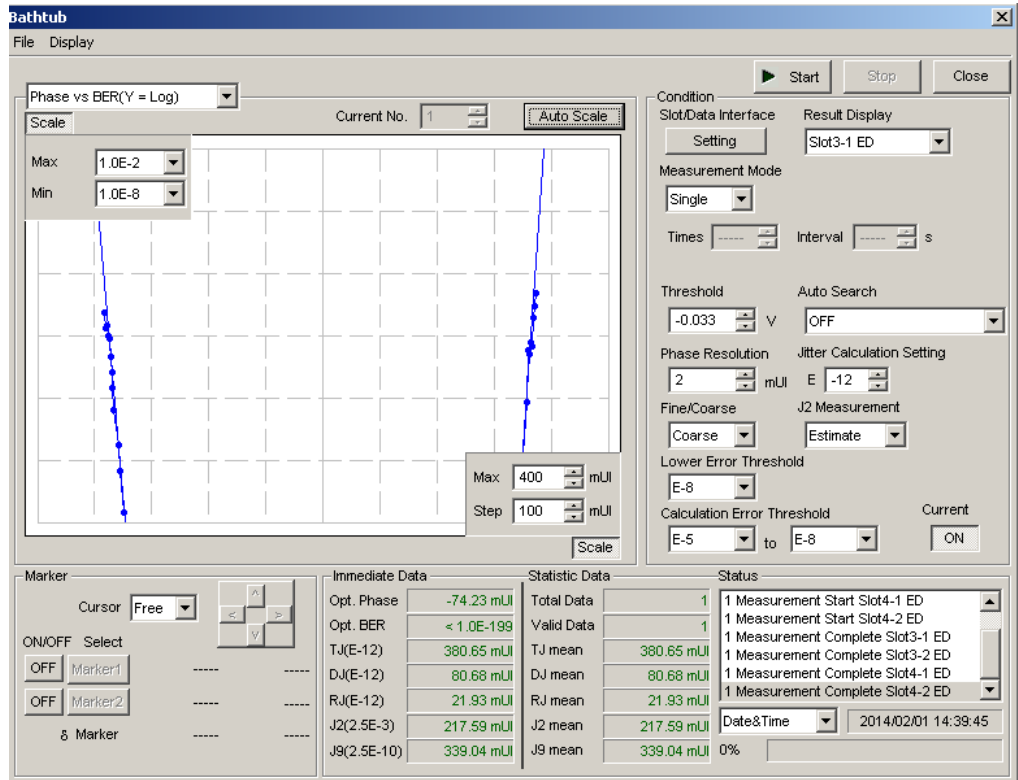 Bathtub
File Display
Start Stop Close
Phase vs BER(Y = Log)
Scale
Current No. 1 Auto Scale
Max 1.0E-2
Min 1.0E-8
Max 400 mUI
Step 100 mUI
Scale
Condition
Slot/Data Interface Result Display
Setting Slot3-1 ED
Measurement Mode
Single
Times ----- Interval ----- s
Threshold Auto Search
-0.033 V OFF
Phase Resolution Jitter Calculation Setting
2 mUI E -12
Fine/Coarse J2 Measurement
Coarse Estimate
Lower Error Threshold
E-8
Calculation Error Threshold Current
E-5 to E-8 ON
Marker
Cursor Free
^
< >
v
ON/OFF Select
OFF Marker1 ----- -----
OFF Marker2 ----- -----
δ Marker ----- -----
Immediate Data
Opt. Phase -74.23 mUI
Opt. BER < 1.0E-199
TJ(E-12) 380.65 mUI
DJ(E-12) 80.68 mUI
RJ(E-12) 21.93 mUI
J2(2.5E-3) 217.59 mUI
J9(2.5E-10) 339.04 mUI
Statistic Data
Total Data 1
Valid Data 1
TJ mean 380.65 mUI
DJ mean 80.68 mUI
RJ mean 21.93 mUI
J2 mean 217.59 mUI
J9 mean 339.04 mUI
Status
1 Measurement Start Slot4-1 ED
1 Measurement Start Slot4-2 ED
1 Measurement Complete Slot3-1 ED
1 Measurement Complete Slot3-2 ED
1 Measurement Complete Slot4-1 ED
1 Measurement Complete Slot4-2 ED
Date&Time 2014/02/01 14:39:45
0%